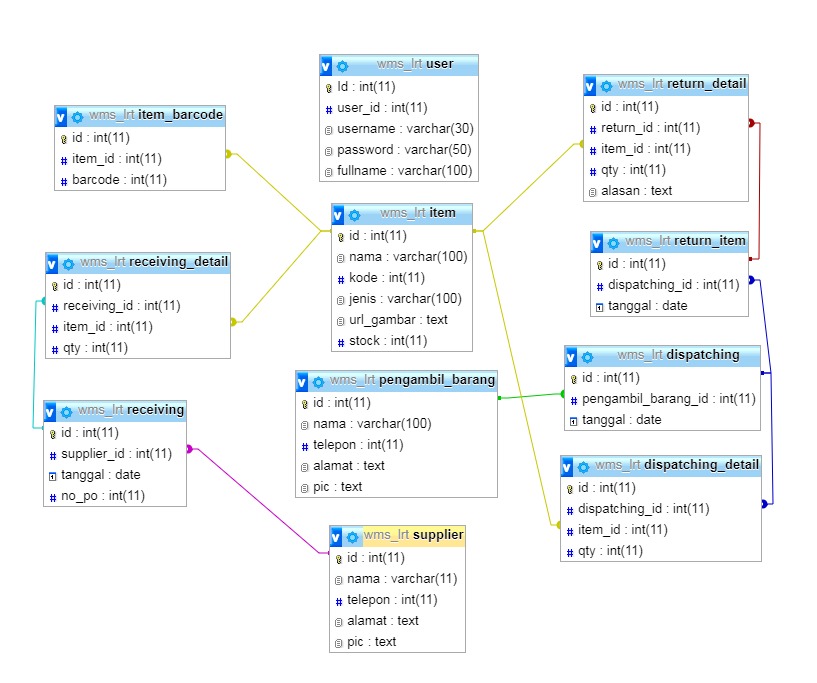 wms_lrt user
Id : int(11)
user_id : int(11)
username : varchar(30)
password : varchar(50)
fullname : varchar(100)
wms_lrt return_detail
id : int(11)
return_id : int(11)
item_id : int(11)
qty : int(11)
alasan : text
wms_lrt item_barcode
id : int(11)
item_id : int(11)
barcode : int(11)
wms_lrt item
id : int(11)
nama : varchar(100)
kode : int(11)
jenis : varchar(100)
url_gambar : text
stock : int(11)
wms_lrt return_item
id : int(11)
dispatching_id : int(11)
tanggal : date
wms_lrt receiving_detail
id : int(11)
receiving_id : int(11)
item_id : int(11)
qty : int(11)
wms_lrt dispatching
id : int(11)
pengambil_barang_id : int(11)
tanggal : date
wms_lrt pengambil_barang
id : int(11)
nama : varchar(100)
telepon : int(11)
alamat : text
pic : text
wms_lrt receiving
id : int(11)
supplier_id : int(11)
tanggal : date
no_po : int(11)
wms_lrt dispatching_detail
id : int(11)
dispatching_id : int(11)
item_id : int(11)
qty : int(11)
wms_lrt supplier
id : int(11)
nama : varchar(11)
telepon : int(11)
alamat : text
pic : text